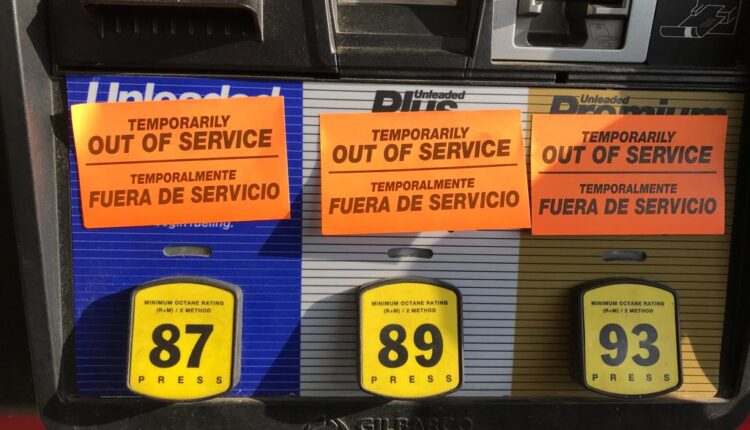 Unleaded
TEMPORARILY
OUT OF SERVICE
TEMPORALMENTE
FUERA DE SERVICIO
fueling.
MINIMUM OCTANE RATING
(R+M) / 2 METHOD
87
PRESS
Unleaded
Plus
TEMPORARILY
OUT OF SERVICE
TEMPORALMENTE
FUERA DE SERVICIO
MINIMUM OCTANE RATING
(R+M) / 2 METHOD
89
PRESS
Unleaded
Premium
TEMPORARILY
OUT OF SERVICE
TEMPORALMENTE
FUERA DE SERVICIO
MINIMUM OCTANE RATING
(R+M) / 2 METHOD
93
PRESS
GILBARCO